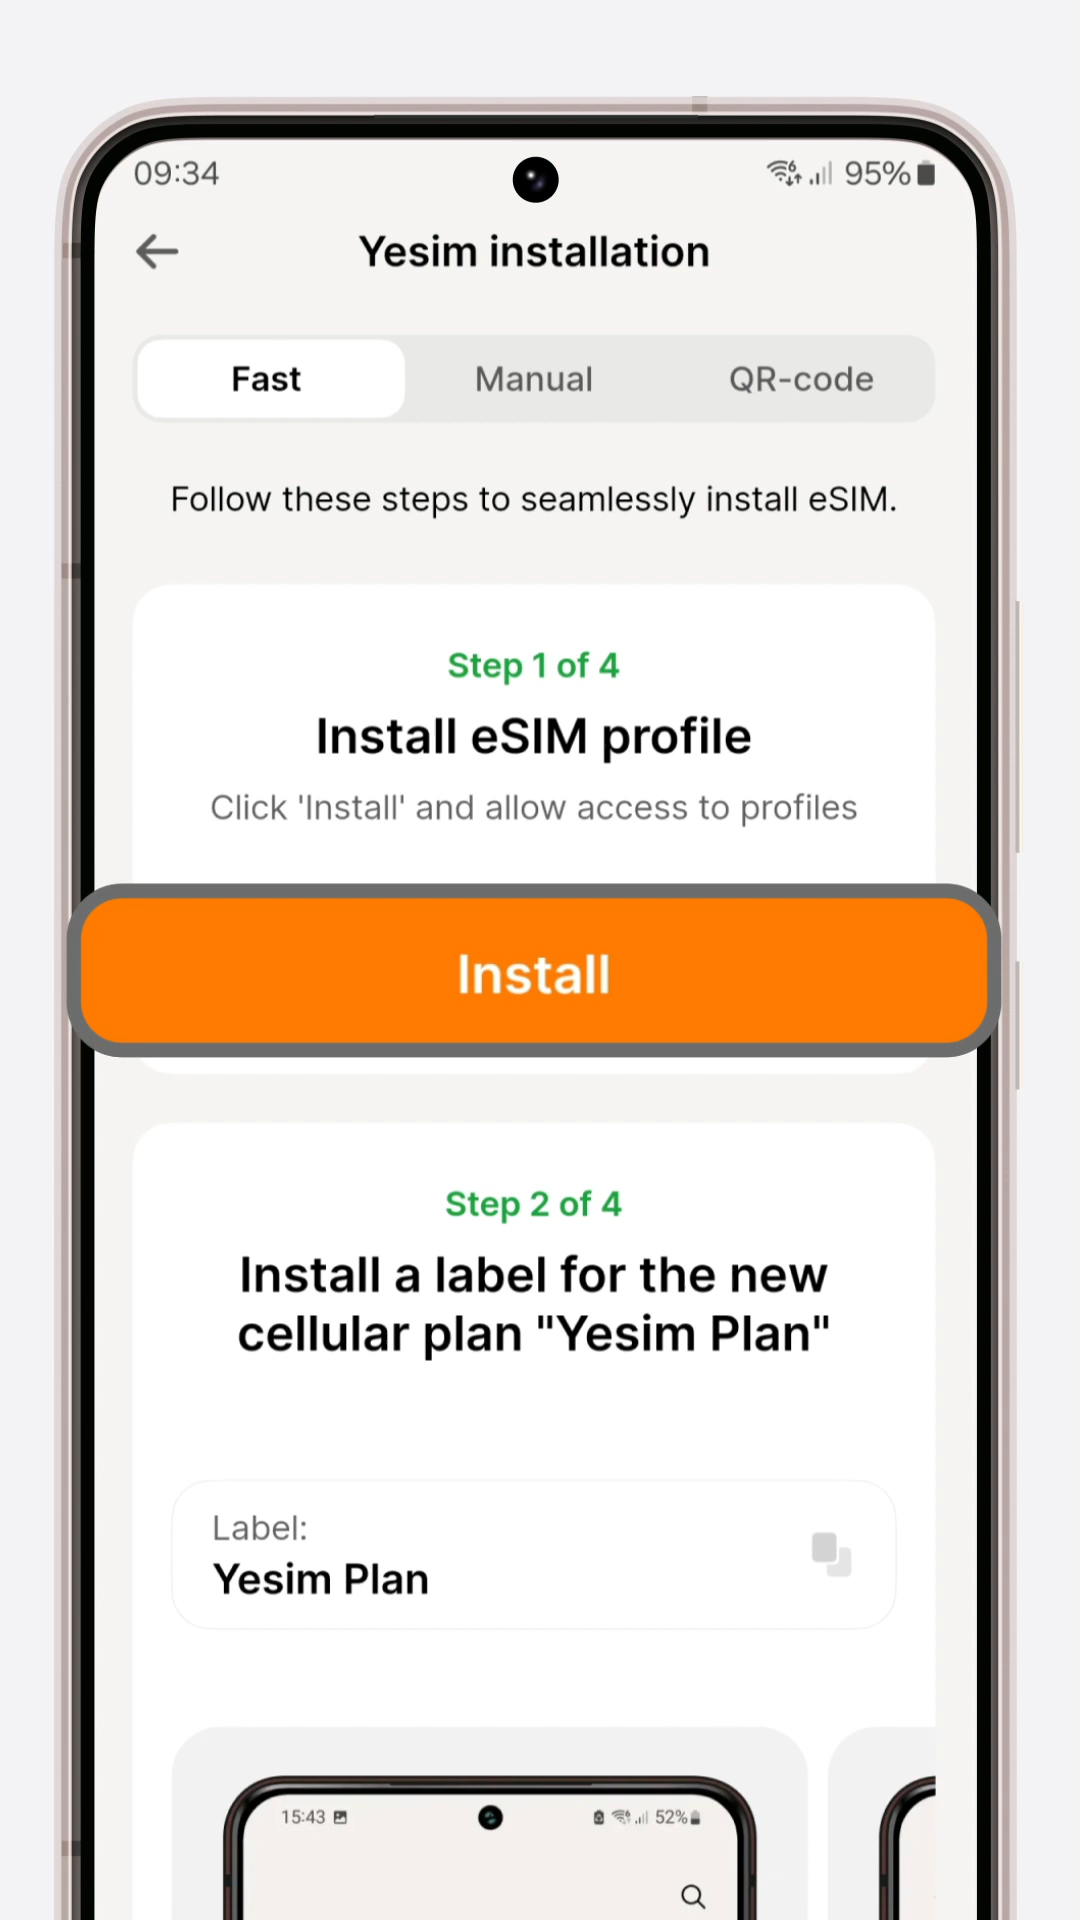 09:34
95%
Yesim installation
Fast
Manual
QR-code
Follow these steps to seamlessly install eSIM.
Step 1 of 4
Install eSIM profile
Click 'Install' and allow access to profiles
Install
Step 2 of 4
Install a label for the new
cellular plan "Yesim Plan"
Label:
Yesim Plan
15:43
52%